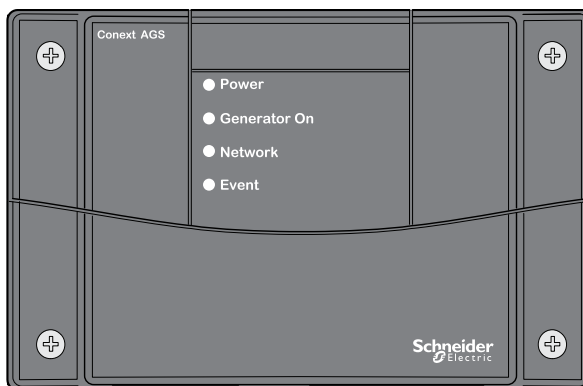 Conext AGS
Power
Generator On
Network
Event
Schneider
Electric